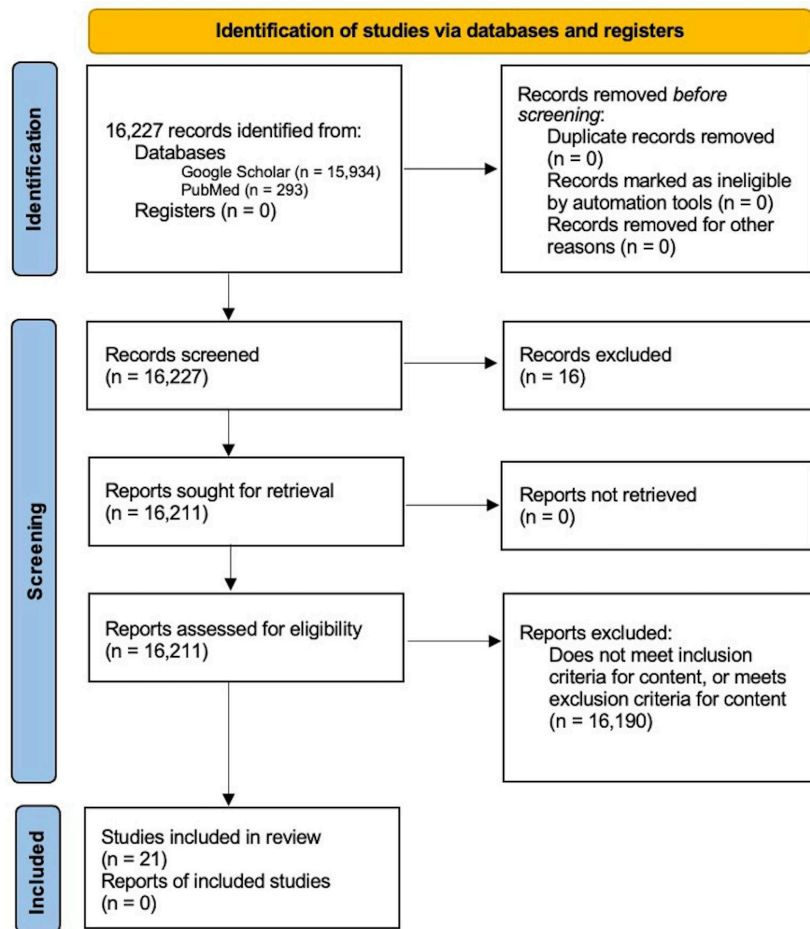 Identification of studies via databases and registers
Identification
16,227 records identified from:
Databases
Google Scholar (n = 15,934)
PubMed (n = 293)
Registers (n = 0)
Records removed before
screening:
Duplicate records removed
(n = 0)
Records marked as ineligible
by automation tools (n = 0)
Records removed for other
reasons (n = 0)
Screening
Records screened
(n = 16,227)
Records excluded
(n = 16)
Reports sought for retrieval
(n = 16,211)
Reports not retrieved
(n = 0)
Reports assessed for eligibility
(n = 16,211)
Reports excluded:
Does not meet inclusion
criteria for content, or meets
exclusion criteria for content
(n = 16,190)
Included
Studies included in review
(n = 21)
Reports of included studies
(n = 0)